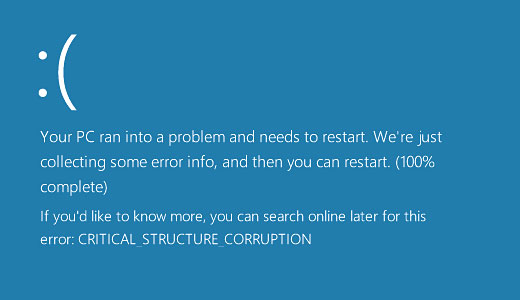 :(
Your PC ran into a problem and needs to restart. We're just
collecting some error info, and then you can restart. (100%
complete)
If you'd like to know more, you can search online later for this
error: CRITICAL_STRUCTURE_CORRUPTION